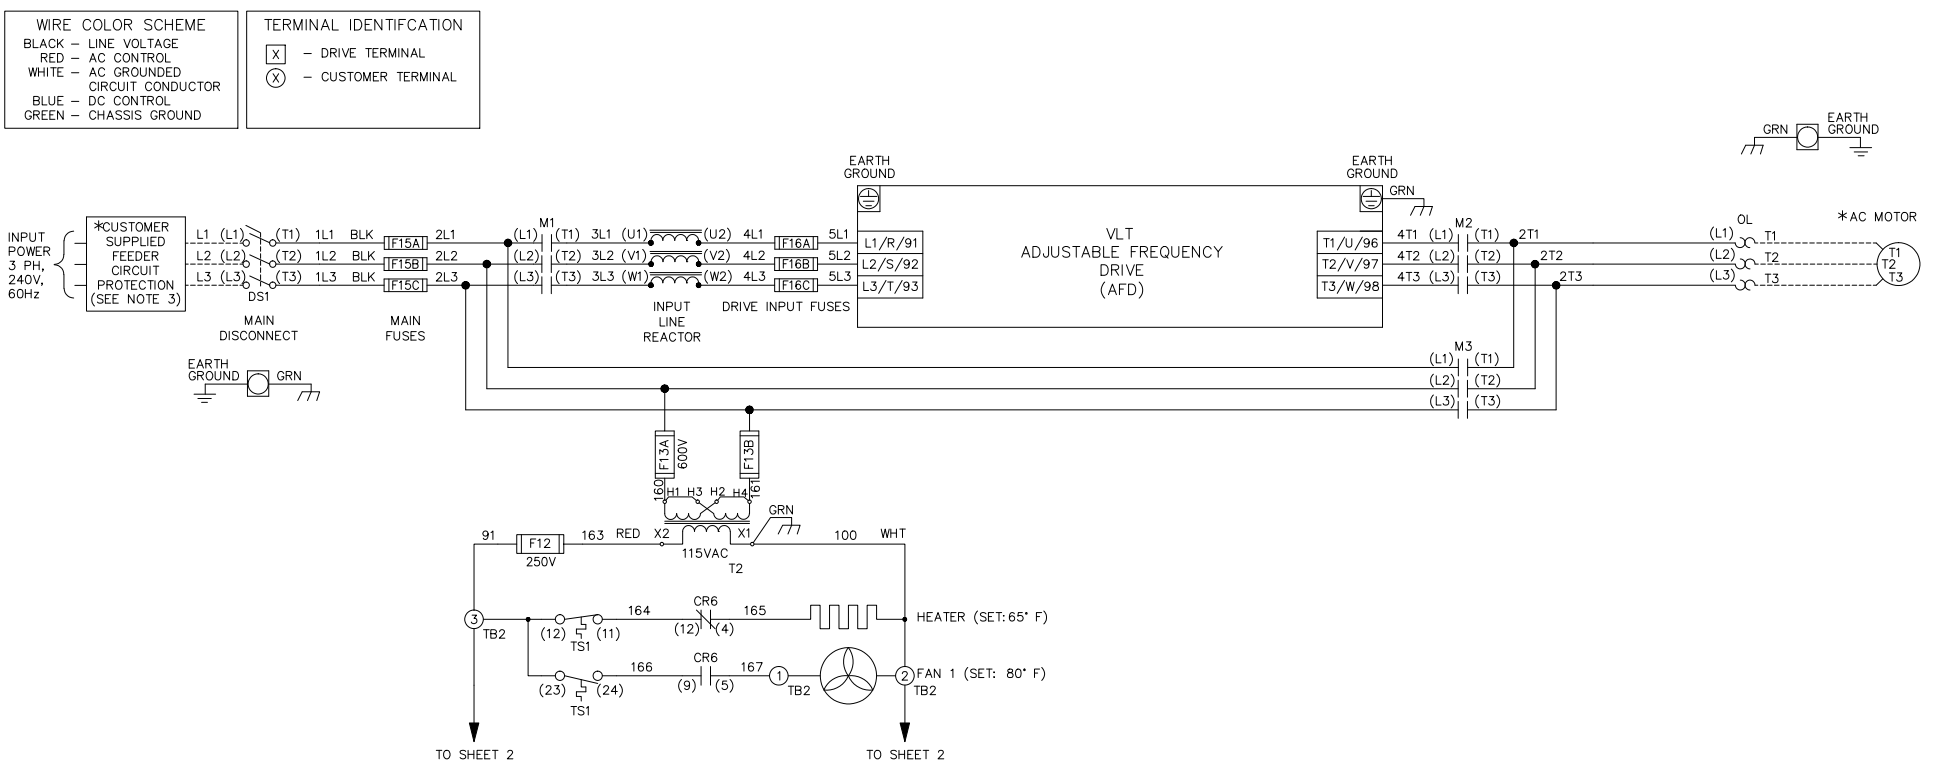 WIRE COLOR SCHEME
BLACK – LINE VOLTAGE
RED – AC CONTROL
WHITE – AC GROUNDED
CIRCUIT CONDUCTOR
BLUE – DC CONTROL
GREEN – CHASSIS GROUND
TERMINAL IDENTIFCATION
X – DRIVE TERMINAL
X – CUSTOMER TERMINAL
GRN
EARTH
GROUND
EARTH
GROUND
EARTH
GROUND
GRN
INPUT
POWER
3 PH,
240V,
60Hz
*CUSTOMER
SUPPLIED
FEEDER
CIRCUIT
PROTECTION
(SEE NOTE 3)
M1
M2
OL
*AC MOTOR
L1 (L1) (T1) 1L1 BLK F15A 2L1 (L1) (T1) 3L1 (U1) (U2) 4L1 F16A 5L1 L1/R/91
L2 (L2) (T2) 1L2 BLK F15B 2L2 (L2) (T2) 3L2 (V1) (V2) 4L2 F16B 5L2 L2/S/92
L3 (L3) (T3) 1L3 BLK F15C 2L3 (L3) (T3) 3L3 (W1) (W2) 4L3 F16C 5L3 L3/T/93
VLT
ADJUSTABLE FREQUENCY
DRIVE
(AFD)
T1/U/96 4T1 (L1) (T1) 2T1 (L1) T1
T2/V/97 4T2 (L2) (T2) 2T2 (L2) T2
T3/W/98 4T3 (L3) (T3) 2T3 (L3) T3
T1
T2
T3
DS1
MAIN
DISCONNECT
MAIN
FUSES
INPUT
LINE
REACTOR
DRIVE INPUT FUSES
M3
(L1) (T1)
(L2) (T2)
(L3) (T3)
EARTH
GROUND
GRN
F13A
600V
F13B
160
H1 H3 H2 H4
161
GRN
91 F12 163 RED X2 X1 100 WHT
250V
115VAC
T2
3
TB2
(12) (11)
TS1
164
CR6
(12) (4)
165
HEATER (SET:65° F)
(23) (24)
TS1
166
CR6
(9) (5)
167
1
TB2
2
TB2
FAN 1 (SET: 80° F)
TO SHEET 2
TO SHEET 2